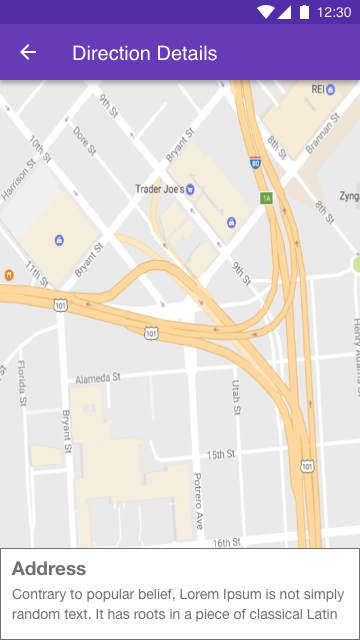 12:30
Direction Details
REI
9th St
8th St
Brannan St
10th St
Dore St
Bryant St
80
Harrison St
Trader Joe's
1A
Zynga
8th St
11th St
Bryant St
9th St
101
101
Henry Adams St
Florida St
Alameda St
Bryant St
Utah St
15th St
101
Potrero Ave
16th St
Address
Contrary to popular belief, Lorem Ipsum is not simply
random text. It has roots in a piece of classical Latin